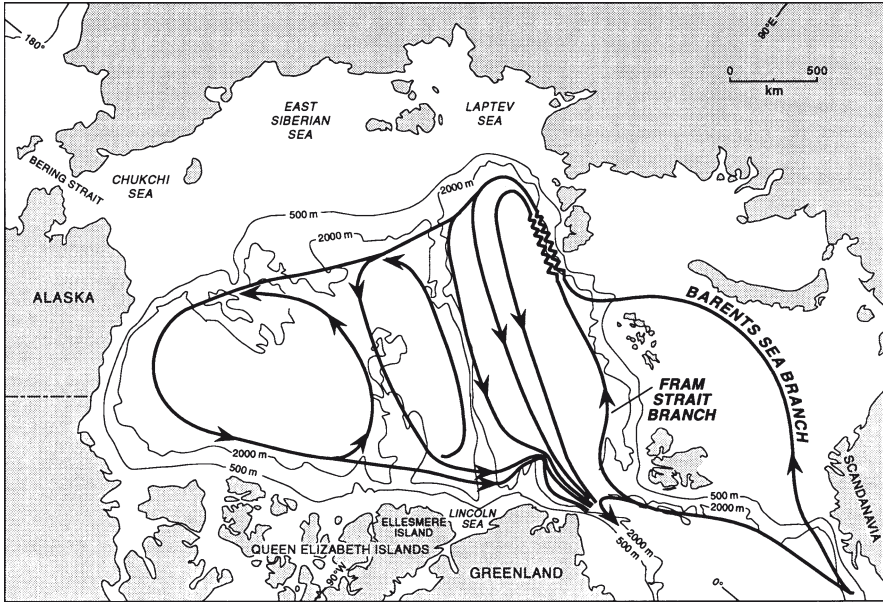 180°
90°E
0 500
km
EAST
SIBERIAN
SEA
LAPTEV
SEA
BERING STRAIT
CHUKCHI
SEA
2000 m
500 m
2000 m
ALASKA
BARENTS SEA BRANCH
FRAM
STRAIT
BRANCH
SCANDANAVIA
2000 m
500 m
500 m
2000 m
LINCOLN
SEA
ELLESMERE
ISLAND
QUEEN ELIZABETH ISLANDS
2000 m
500 m
90°W
GREENLAND
0°